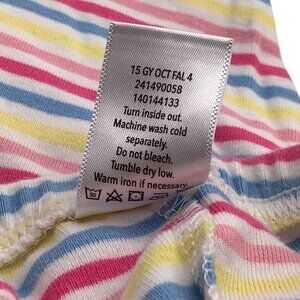 15 GY OCT FAL 4
241490058
140144133
Turn inside out.
Machine wash cold
separately.
Do not bleach.
Tumble dry low.
Warm iron if necessary.
30